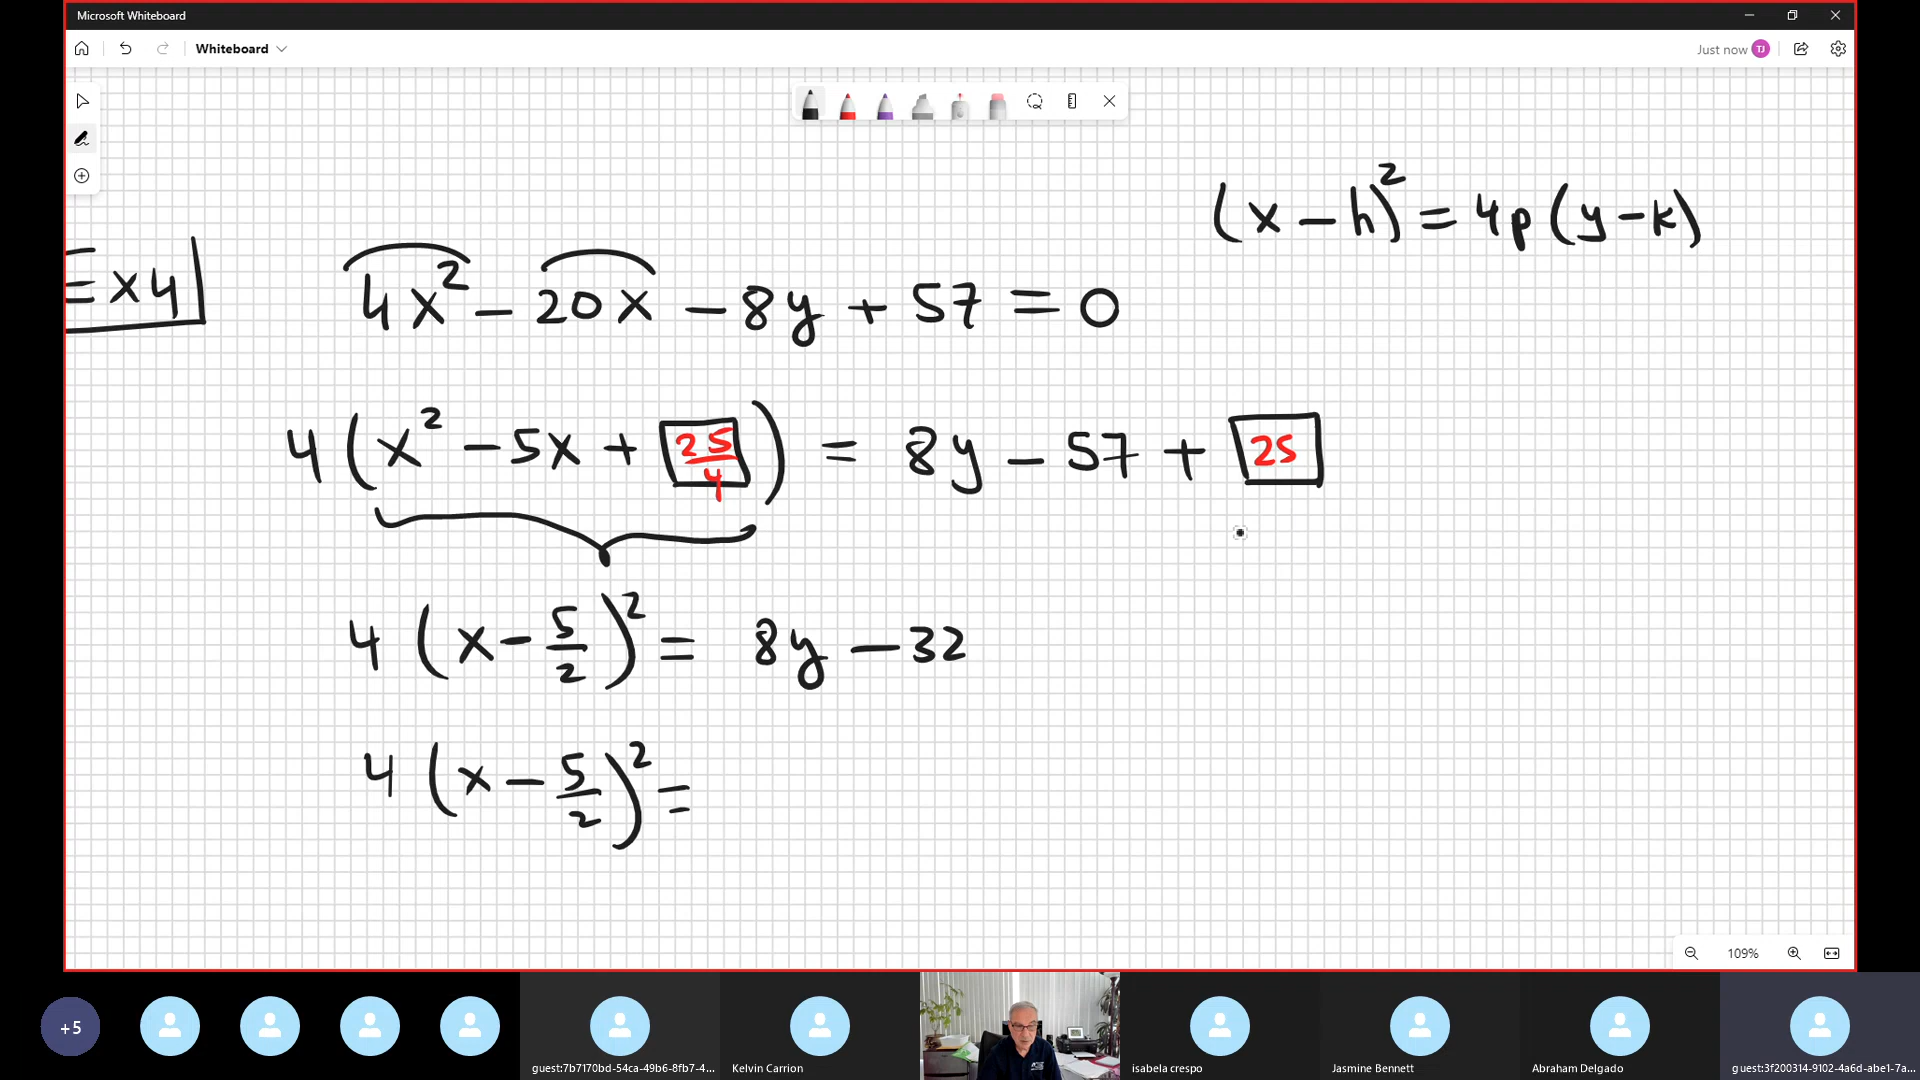 Microsoft Whiteboard
Whiteboard
Just now TJ
(x - h)² = 4p (y - k)
= x4
4x² - 20x - 8y + 57 = 0
4 (x² - 5x + 25/4) = 8y - 57 + 25
4 (x - 5/2)² = 8y - 32
4 (x - 5/2)² =
109%
+5
guest:7b7170bd-54ca-49b6-8fb7-4...
Kelvin Carrion
isabela crespo
Jasmine Bennett
Abraham Delgado
guest:3f200314-9102-4a6d-abe1-7a...